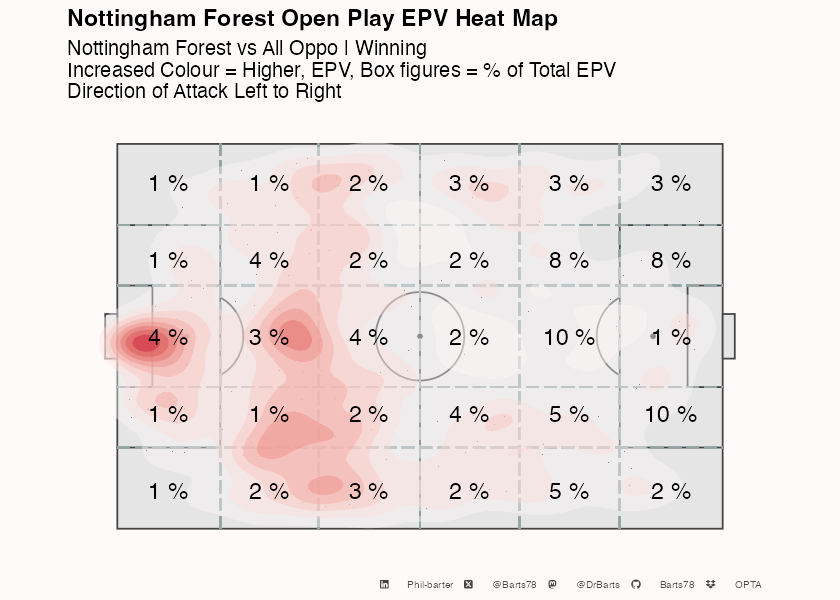 Nottingham Forest Open Play EPV Heat Map
Nottingham Forest vs All Oppo | Winning
Increased Colour = Higher, EPV, Box figures = % of Total EPV
Direction of Attack Left to Right
1 % 1 % 2 % 3 % 3 % 3 %
1 % 4 % 2 % 2 % 8 % 8 %
4 % 3 % 4 % 2 % 10 % 1 %
1 % 1 % 2 % 4 % 5 % 10 %
1 % 2 % 3 % 2 % 5 % 2 %
Phil-barter @Barts78 @DrBarts Barts78 OPTA